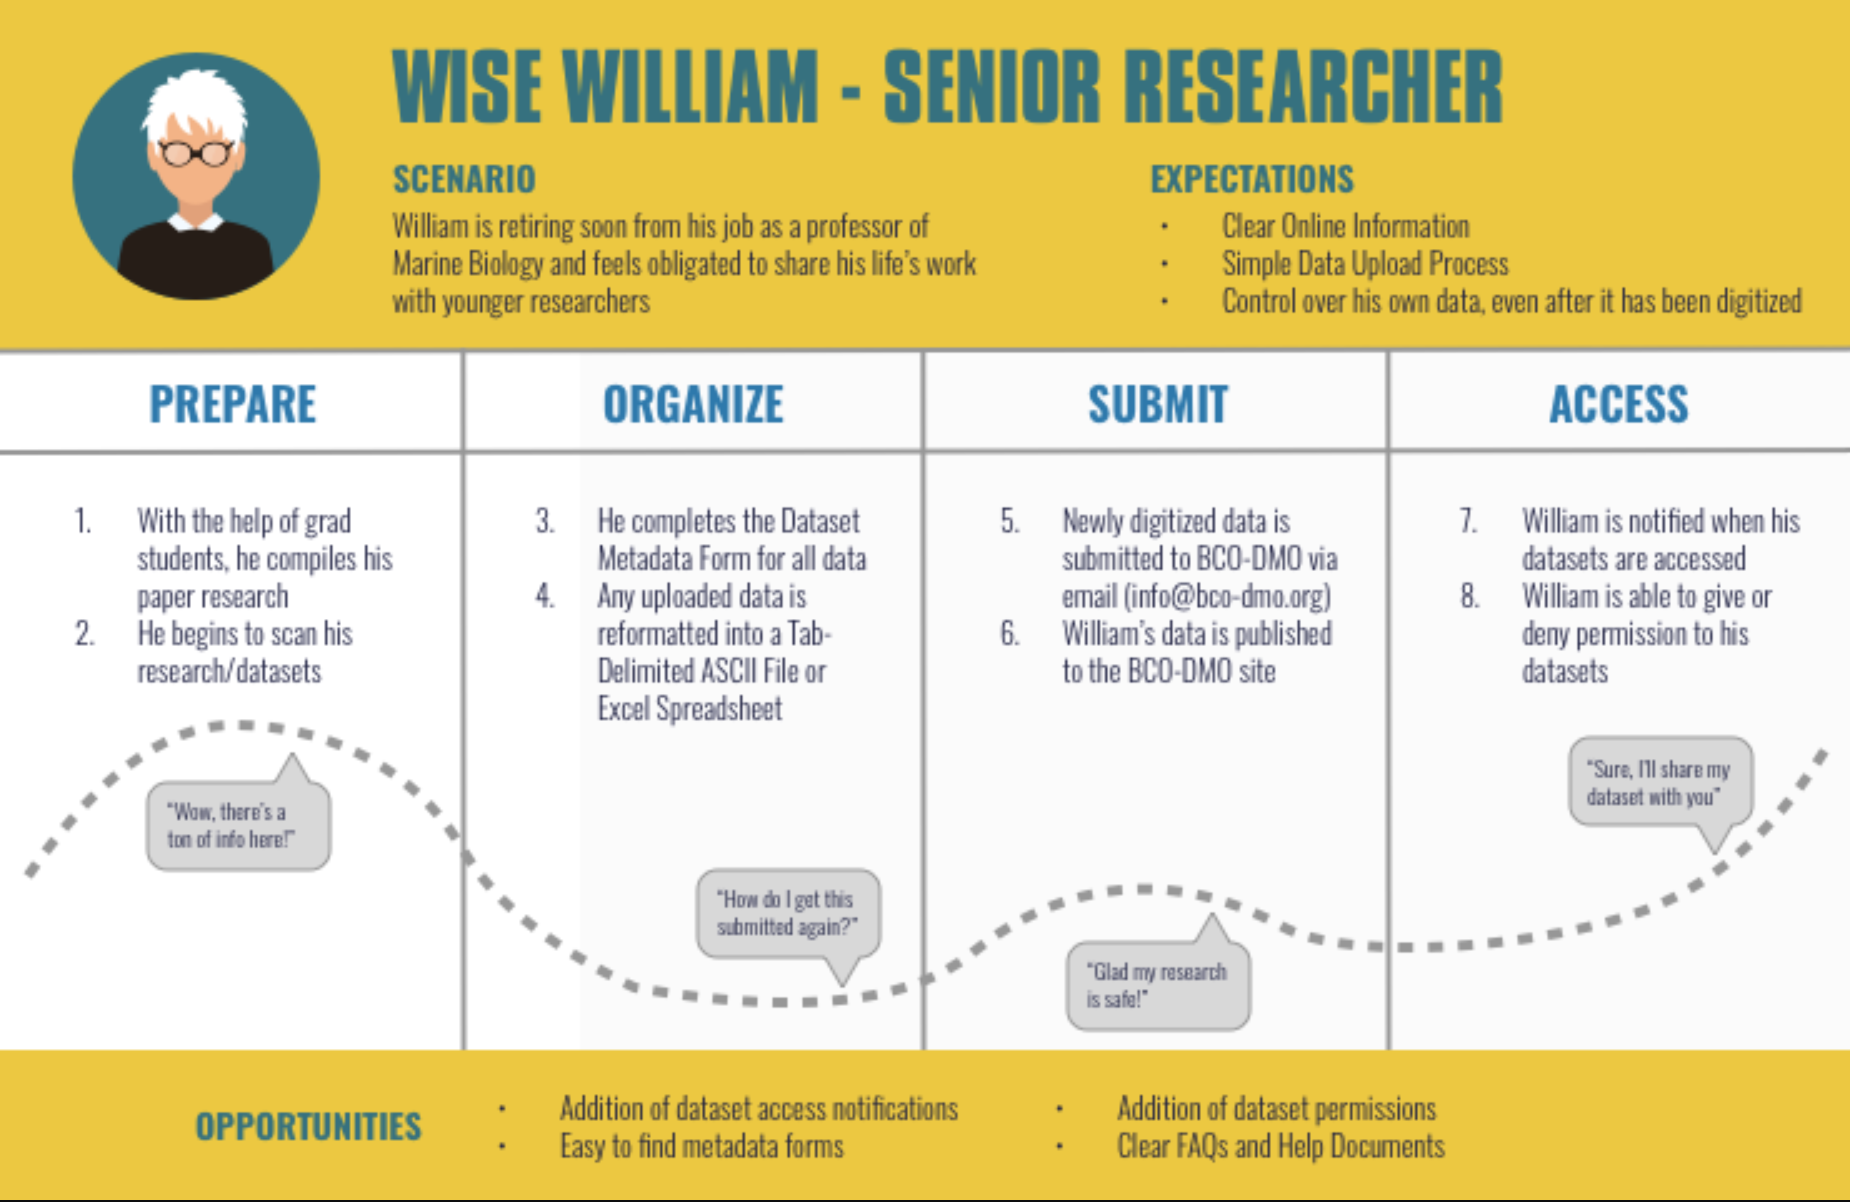 WISE WILLIAM - SENIOR RESEARCHER
SCENARIO
William is retiring soon from his job as a professor of
Marine Biology and feels obligated to share his life's work
with younger researchers
EXPECTATIONS
• Clear Online Information
• Simple Data Upload Process
• Control over his own data, even after it has been digitized
PREPARE
1. With the help of grad
students, he compiles his
paper research
2. He begins to scan his
research/datasets
"Wow, there's a
ton of info here!"
ORGANIZE
3. He completes the Dataset
Metadata Form for all data
4. Any uploaded data is
reformatted into a Tab-
Delimited ASCII File or
Excel Spreadsheet
"How do I get this
submitted again?"
SUBMIT
5. Newly digitized data is
submitted to BCO-DMO via
email (info@bco-dmo.org)
6. William's data is published
to the BCO-DMO site
"Glad my research
is safe!"
ACCESS
7. William is notified when his
datasets are accessed
8. William is able to give or
deny permission to his
datasets
"Sure, I'll share my
dataset with you"
OPPORTUNITIES
• Addition of dataset access notifications
• Easy to find metadata forms
• Addition of dataset permissions
• Clear FAQs and Help Documents